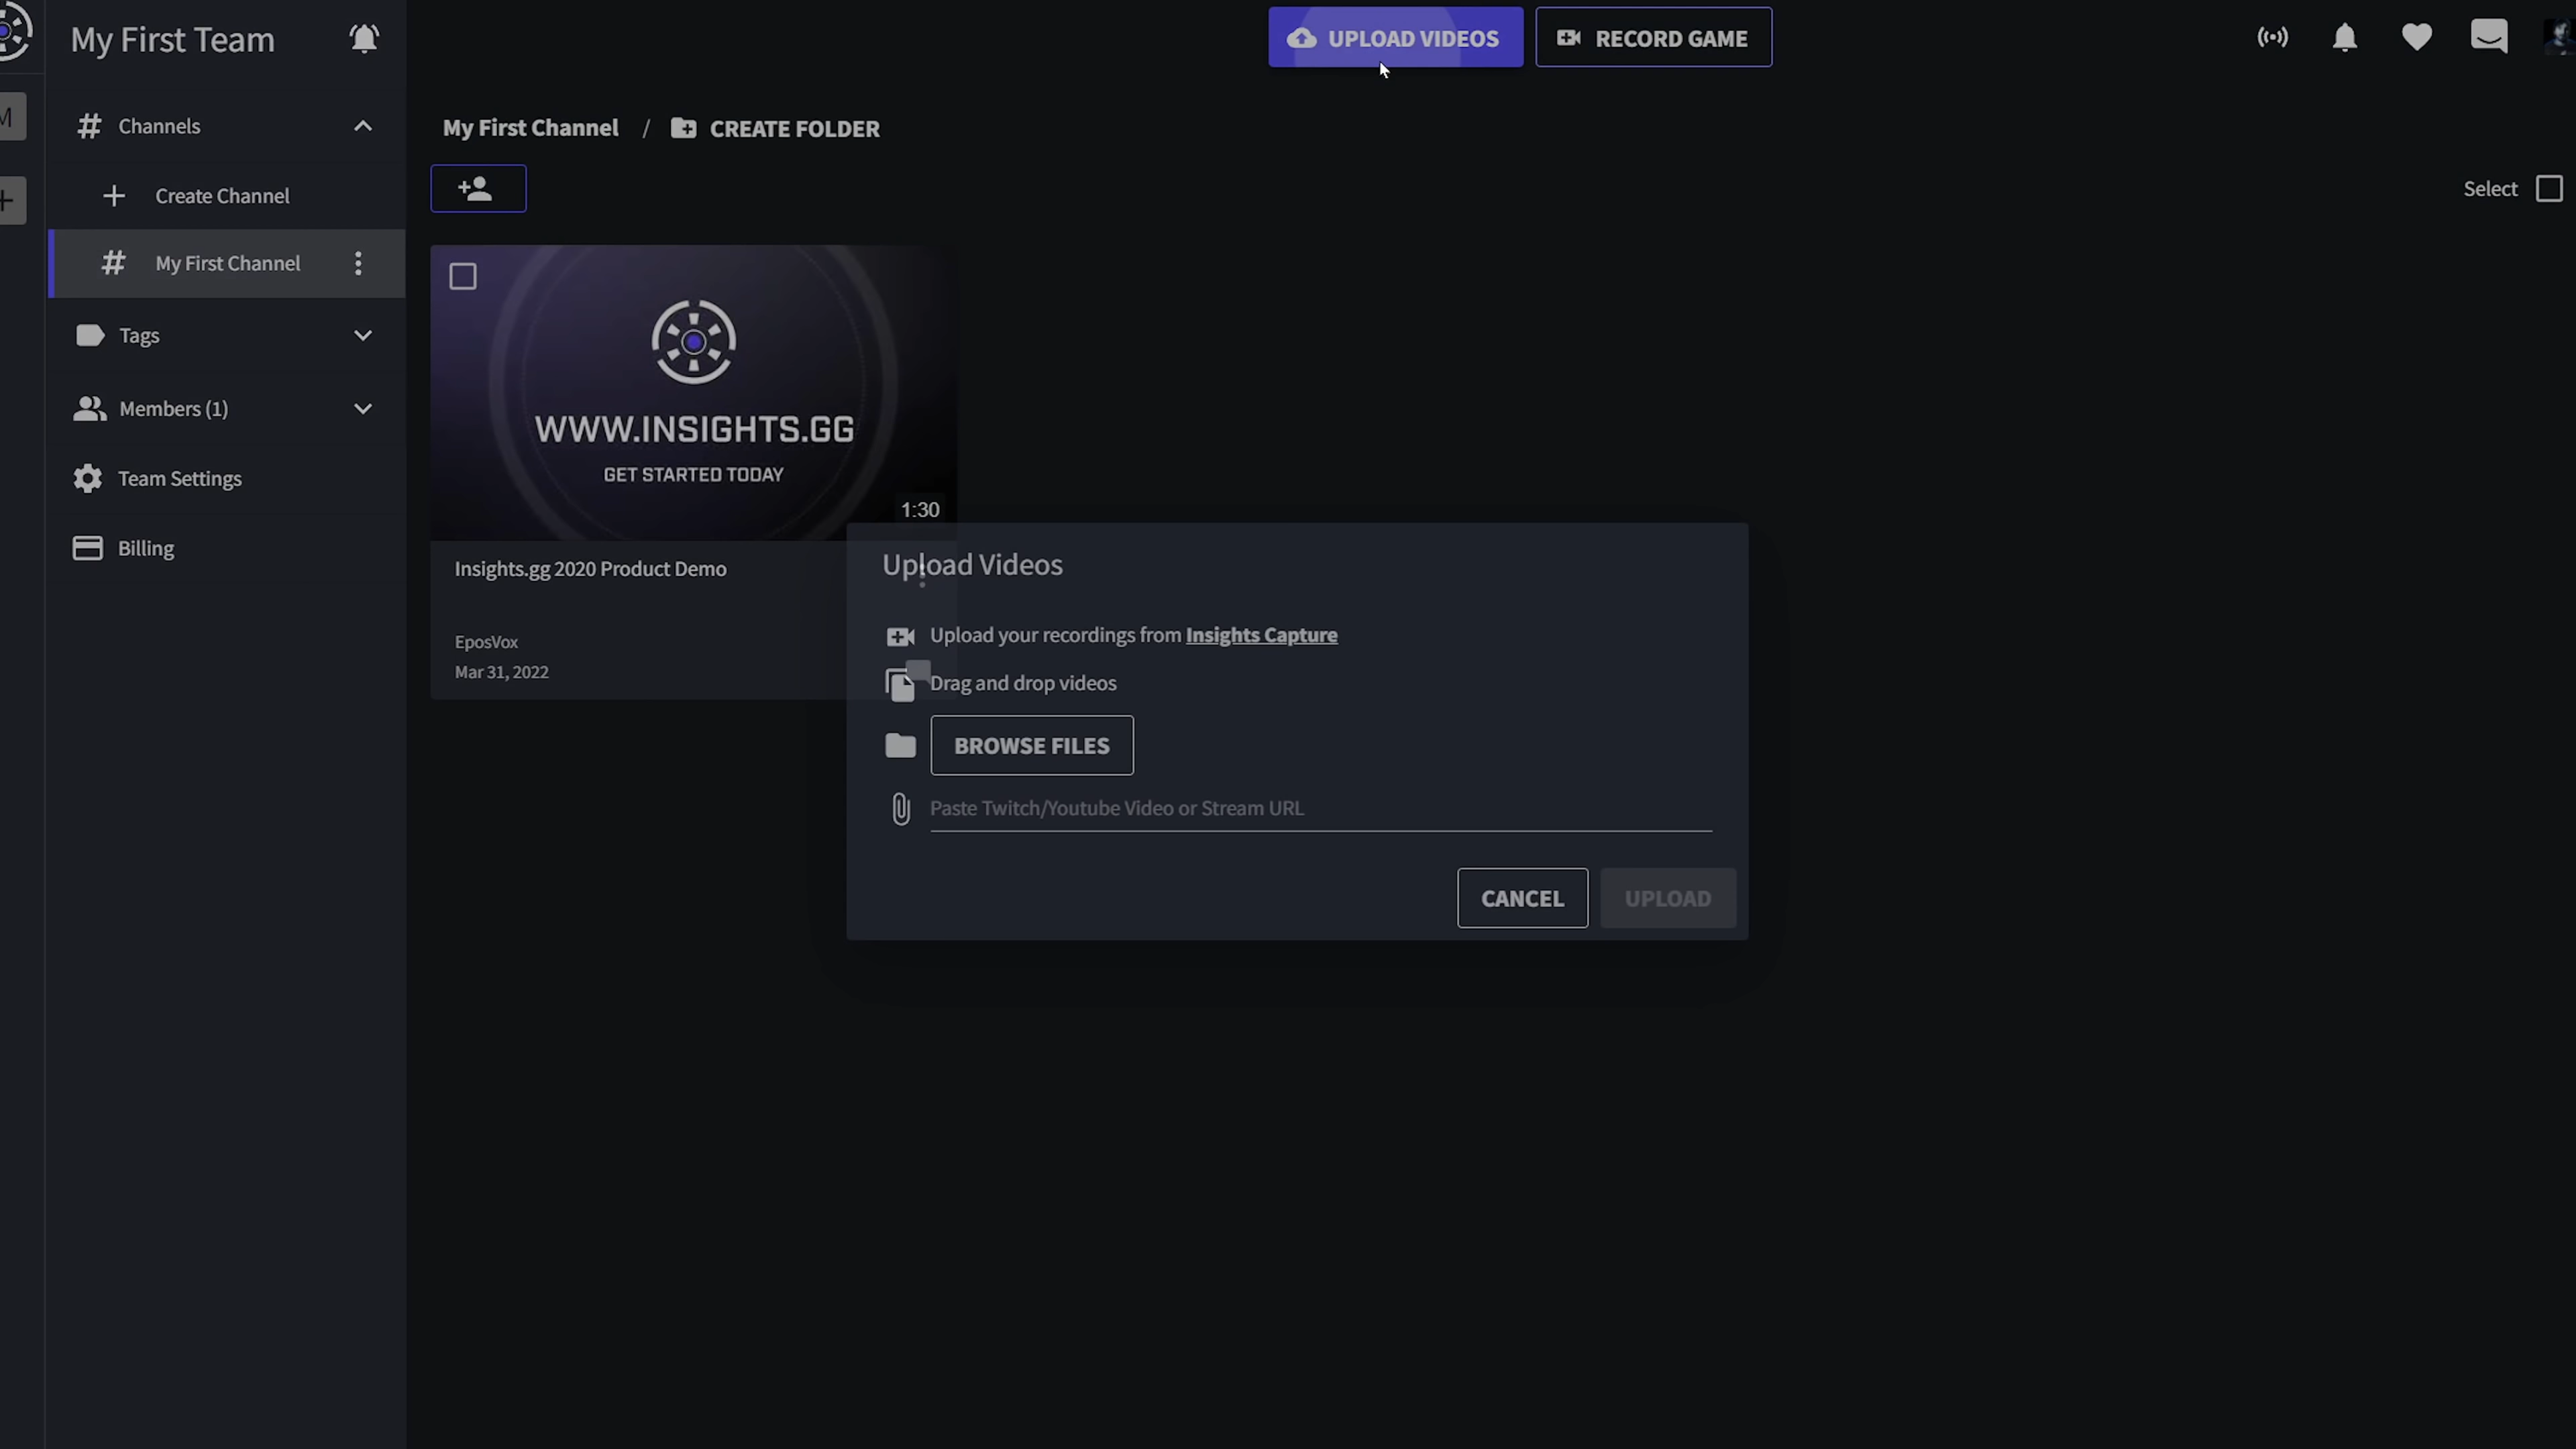 My First Team
UPLOAD VIDEOS
RECORD GAME
M
Channels
My First Channel / CREATE FOLDER
Create Channel
Select
My First Channel
Tags
Members (1)
Team Settings
Billing
WWW.INSIGHTS.GG
GET STARTED TODAY
1:30
Insights.gg 2020 Product Demo
EposVox
Mar 31, 2022
Upload Videos
Upload your recordings from Insights Capture
Drag and drop videos
BROWSE FILES
Paste Twitch/Youtube Video or Stream URL
CANCEL
UPLOAD